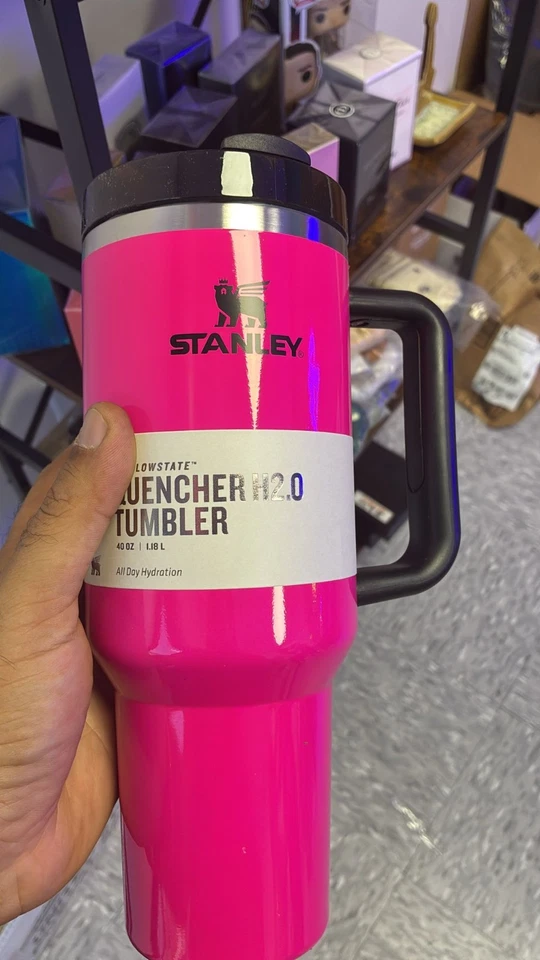 STANLEY®
LOWSTATE™
UENCHER H2.0
TUMBLER
40 OZ | 1.18 L
All Day Hydration